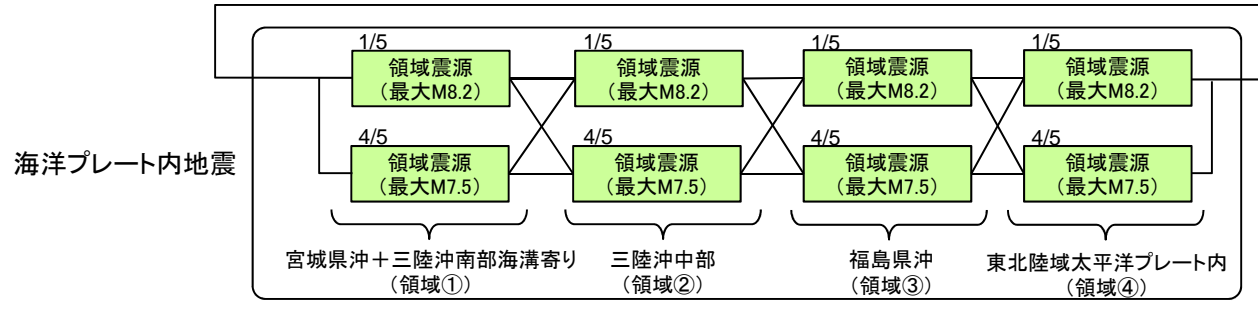 1/5
領域震源
（最大M8.2）
1/5
領域震源
（最大M8.2）
1/5
領域震源
（最大M8.2）
1/5
領域震源
（最大M8.2）
海洋プレート内地震
4/5
領域震源
（最大M7.5）
4/5
領域震源
（最大M7.5）
4/5
領域震源
（最大M7.5）
4/5
領域震源
（最大M7.5）
宮城県沖＋三陸沖南部海溝寄り
（領域①）
三陸沖中部
（領域②）
福島県沖
（領域③）
東北陸域太平洋プレート内
（領域④）